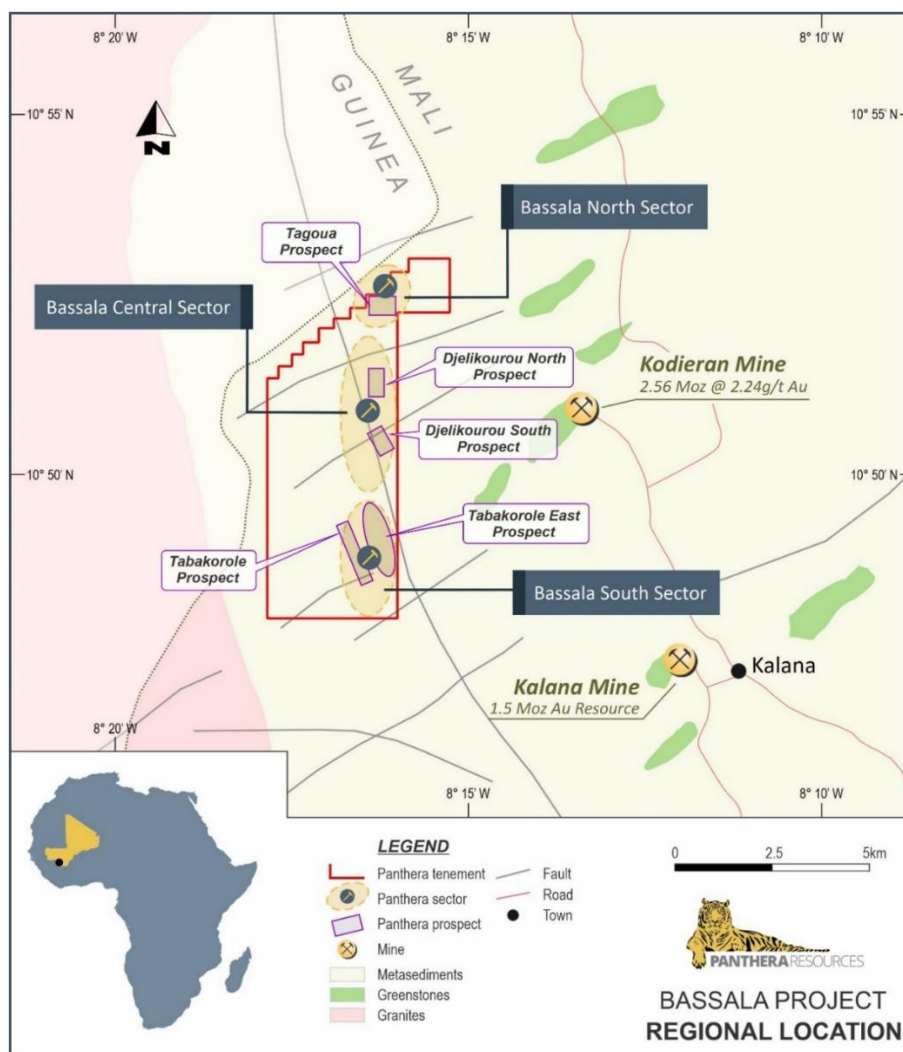 8° 20' W
8° 15' W
8° 10' W
10° 55' N
10° 55' N
N
MALI
GUINEA
Bassala North Sector
Tagoua
Prospect
Bassala Central Sector
Djelikourou North
Prospect
Kodieran Mine
2.56 Moz @ 2.24g/t Au
Djelikourou South
Prospect
10° 50' N
10° 50' N
Tabakorole East
Prospect
Tabakorole
Prospect
Bassala South Sector
Kalana
Kalana Mine
1.5 Moz Au Resource
8° 20' W
8° 15' W
8° 10' W
LEGEND
Panthera tenement
Panthera sector
Panthera prospect
Mine
Metasediments
Greenstones
Granites
Fault
Road
Town
0 2.5 5km
PANTHERA RESOURCES
BASSALA PROJECT
REGIONAL LOCATION